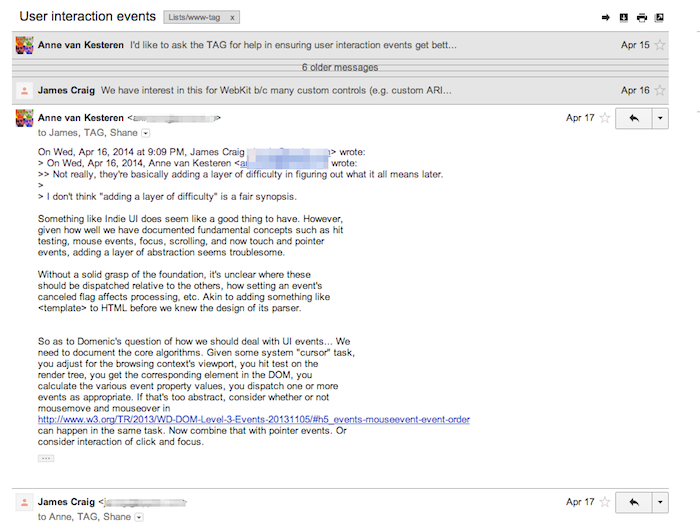 User interaction events Lists/www-tag x
Anne van Kesteren I'd like to ask the TAG for help in ensuring user interaction events get bett... Apr 15
6 older messages
James Craig We have interest in this for WebKit b/c many custom controls (e.g. custom ARI... Apr 16
Anne van Kesteren < > Apr 17
to James, TAG, Shane
On Wed, Apr 16, 2014 at 9:09 PM, James Craig > wrote:
> On Wed, Apr 16, 2014, Anne van Kesteren < wrote:
>> Not really, they're basically adding a layer of difficulty in figuring out what it all means later.
>
> I don't think "adding a layer of difficulty" is a fair synopsis.
Something like Indie UI does seem like a good thing to have. However,
given how well we have documented fundamental concepts such as hit
testing, mouse events, focus, scrolling, and now touch and pointer
events, adding a layer of abstraction seems troublesome.
Without a solid grasp of the foundation, it's unclear where these
should be dispatched relative to the others, how setting an event's
canceled flag affects processing, etc. Akin to adding something like
<template> to HTML before we knew the design of its parser.
So as to Domenic's question of how we should deal with UI events... We
need to document the core algorithms. Given some system "cursor" task,
you adjust for the browsing context's viewport, you hit test on the
render tree, you get the corresponding element in the DOM, you
calculate the various event property values, you dispatch one or more
events as appropriate. If that's too abstract, consider whether or not
mousemove and mouseover in
http://www.w3.org/TR/2013/WD-DOM-Level-3-Events-20131105/#h5_events-mouseevent-event-order
can happen in the same task. Now combine that with pointer events. Or
consider interaction of click and focus.
...
James Craig < Apr 17
to Anne, TAG, Shane